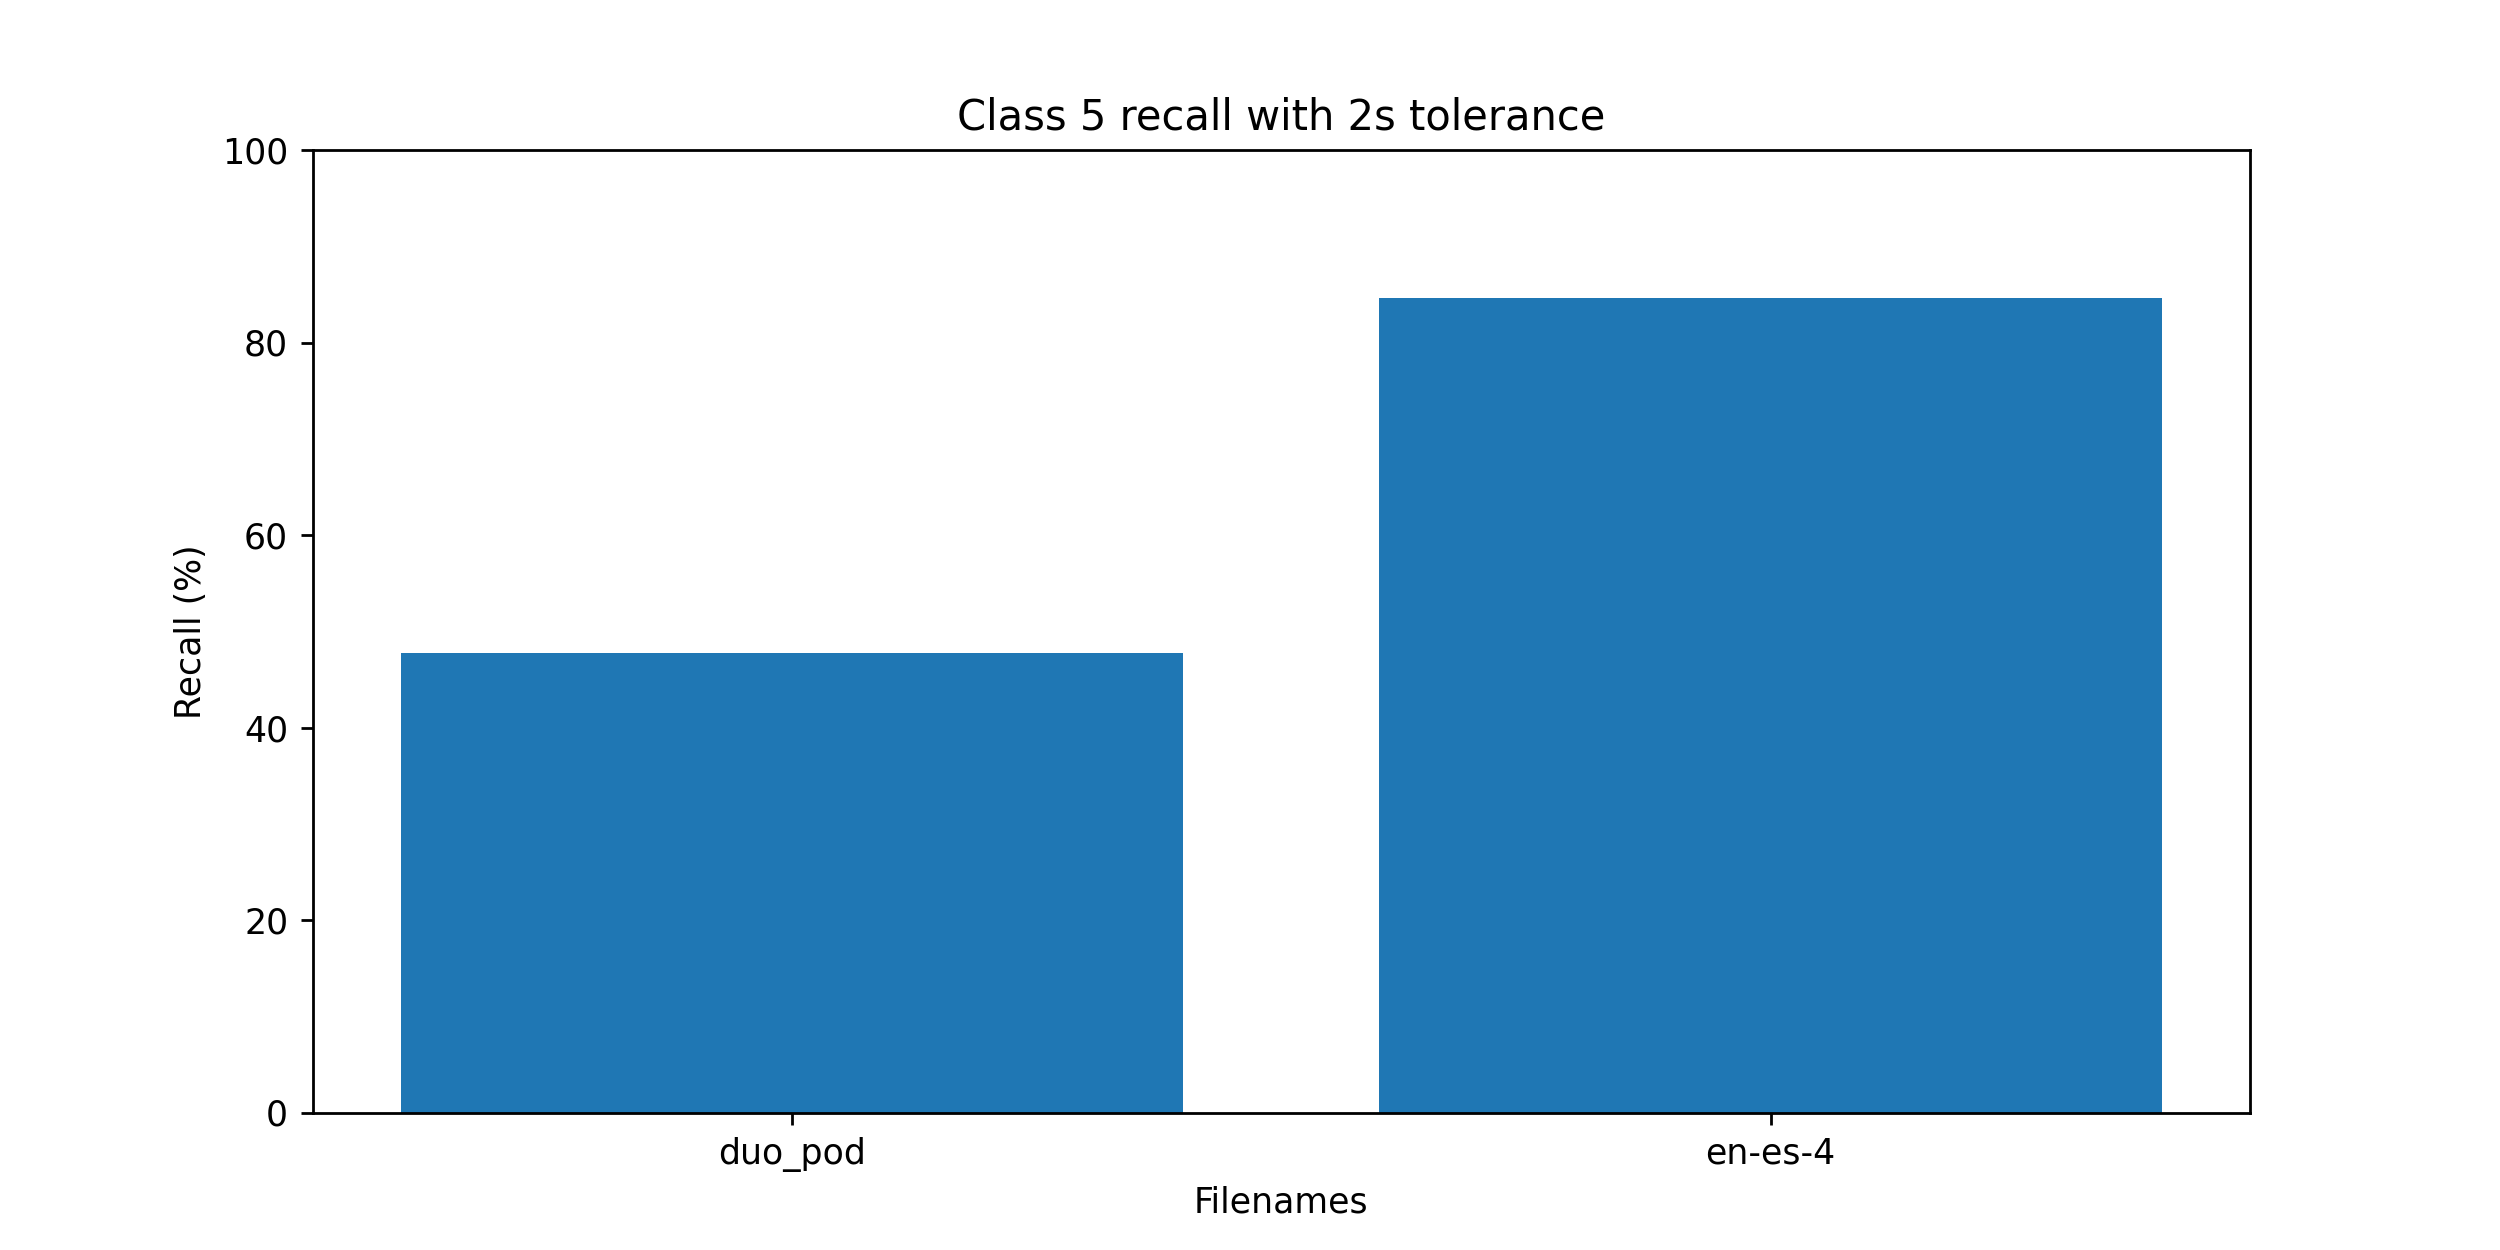 Class 5 recall with 2s tolerance
100
80
60
40
20
0
Recall (%)
duo_pod
en-es-4
Filenames